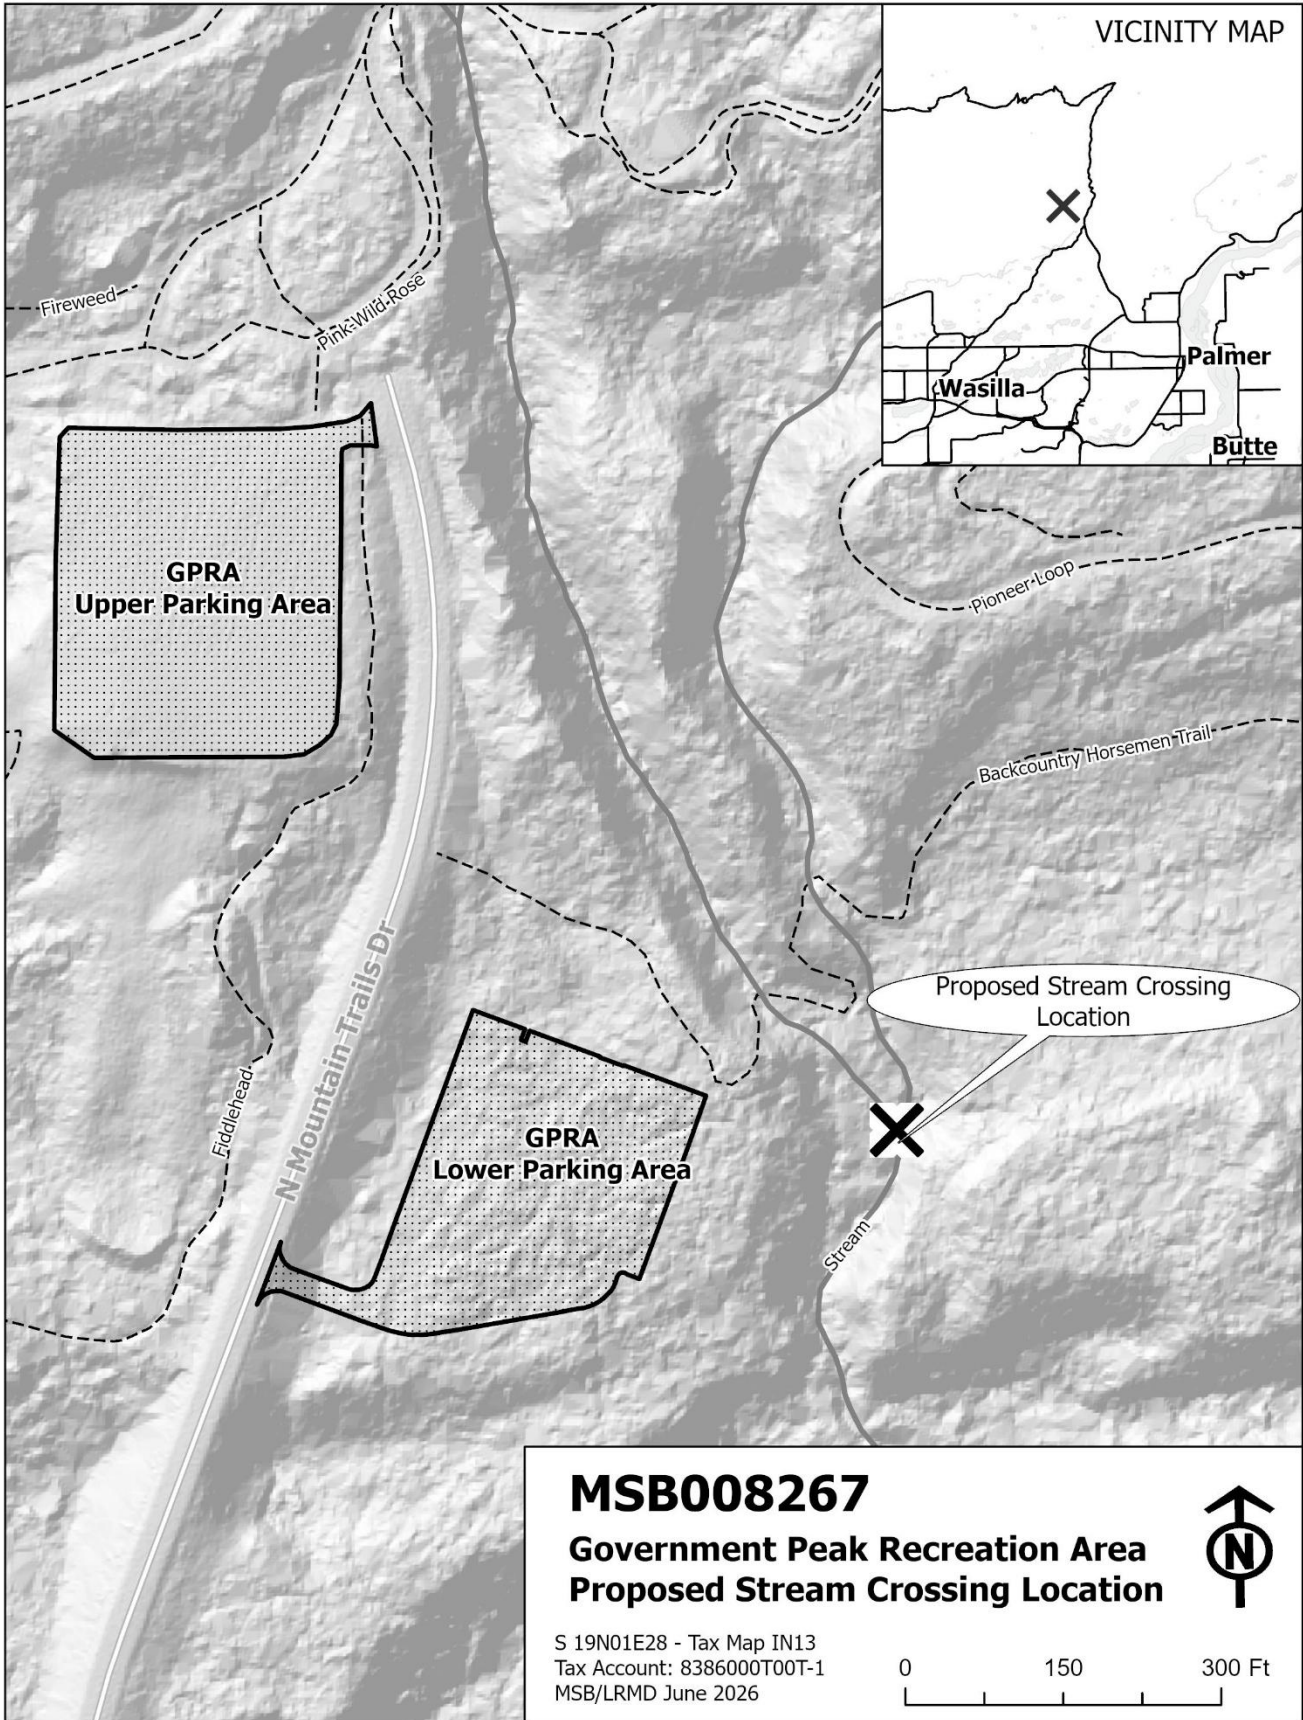 VICINITY MAP
Palmer
Wasilla
Butte
Fireweed
Pink Wild Rose
GPRA
Upper Parking Area
Pioneer Loop
Backcountry Horsemen Trail
N Mountain Trails Dr
Proposed Stream Crossing
Location
Fiddlehead
GPRA
Lower Parking Area
Stream
MSB008267
Government Peak Recreation Area
Proposed Stream Crossing Location
N
S 19N01E28 - Tax Map IN13
Tax Account: 8386000T00T-1
MSB/LRMD June 2026
0 150 300 Ft